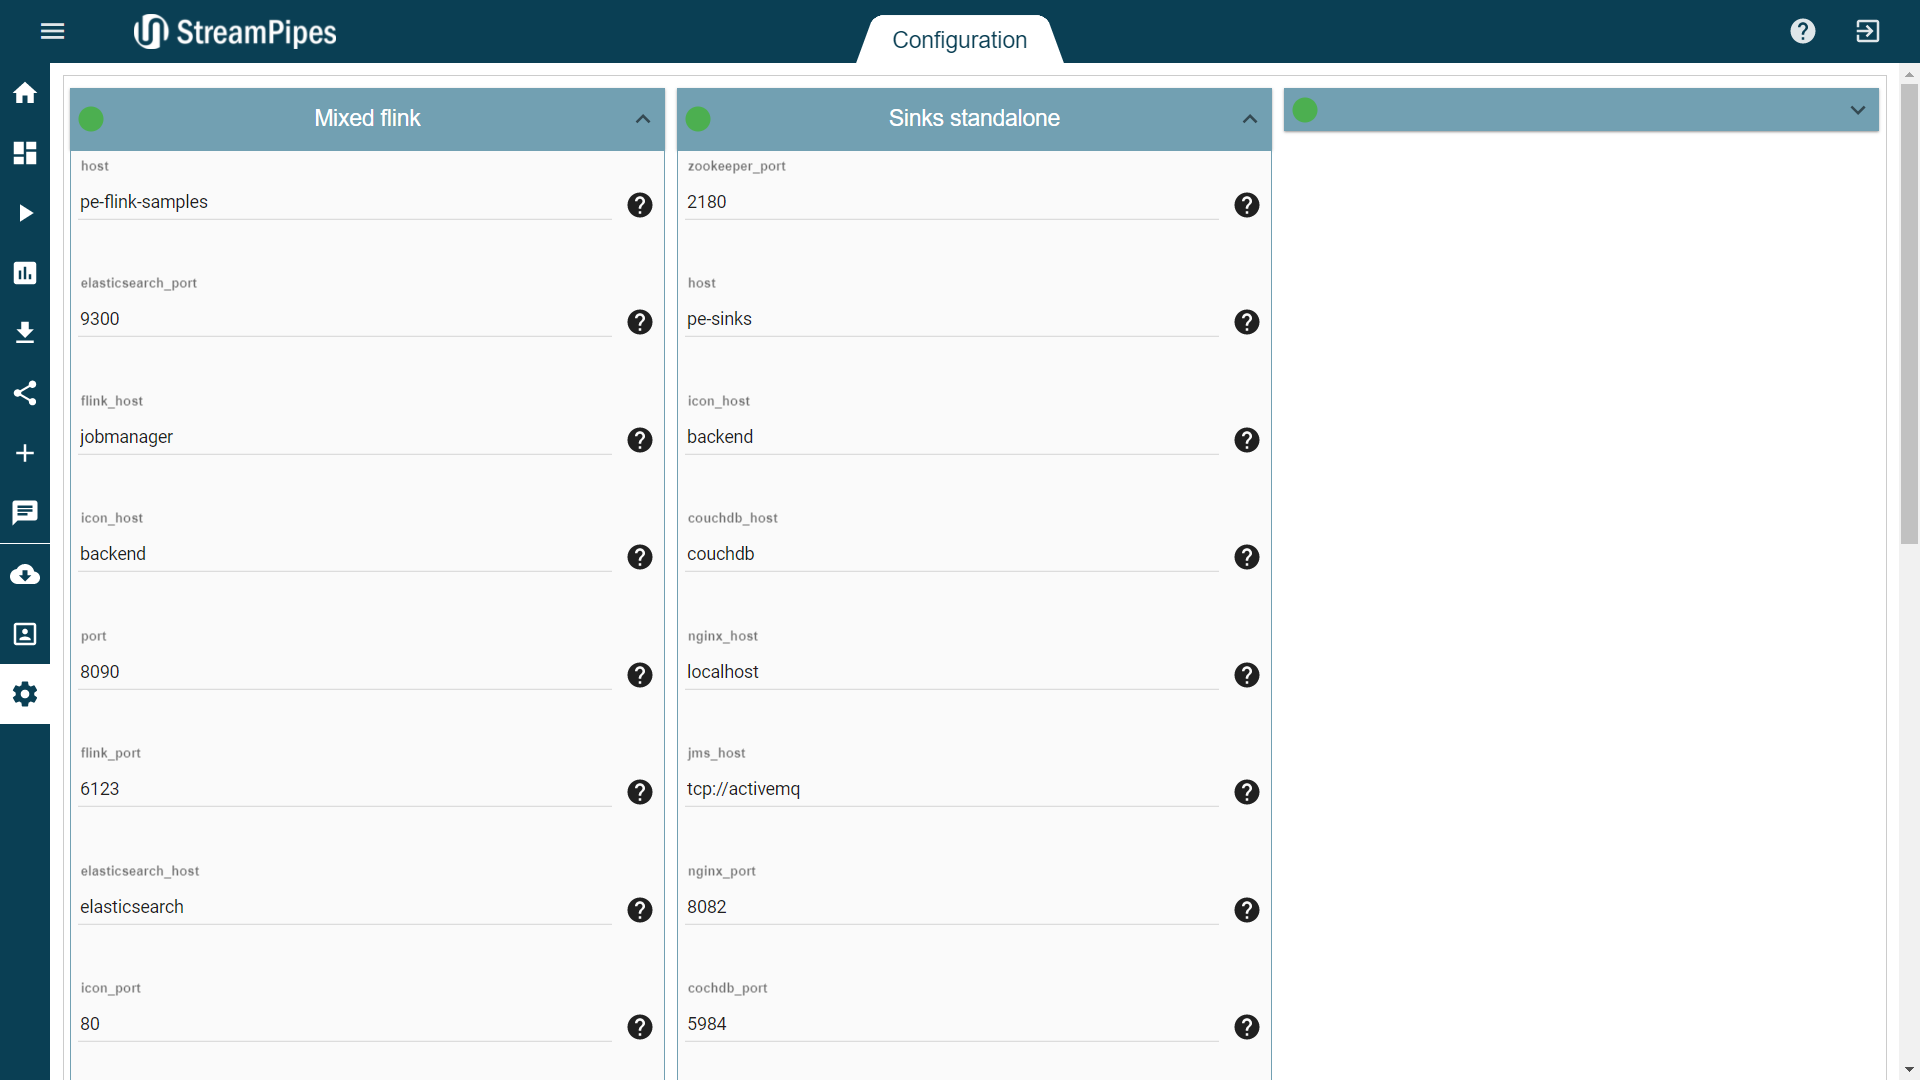 StreamPipes
Configuration
Mixed flink
host
pe-flink-samples
elasticsearch_port
9300
flink_host
jobmanager
icon_host
backend
port
8090
flink_port
6123
elasticsearch_host
elasticsearch
icon_port
80
Sinks standalone
zookeeper_port
2180
host
pe-sinks
icon_host
backend
couchdb_host
couchdb
nginx_host
localhost
jms_host
tcp://activemq
nginx_port
8082
cochdb_port
5984